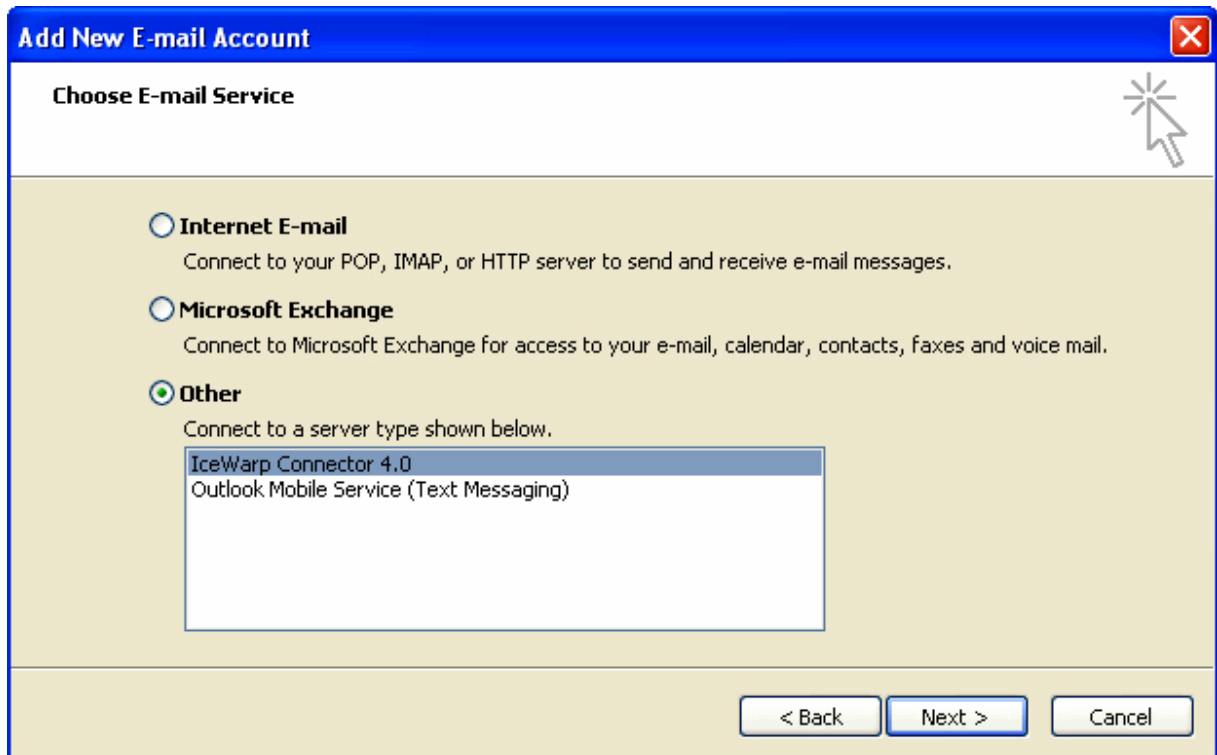 Add New E-mail Account
Choose E-mail Service
Internet E-mail
Connect to your POP, IMAP, or HTTP server to send and receive e-mail messages.
Microsoft Exchange
Connect to Microsoft Exchange for access to your e-mail, calendar, contacts, faxes and voice mail.
Other
Connect to a server type shown below.
IceWarp Connector 4.0
Outlook Mobile Service (Text Messaging)
< Back Next > Cancel